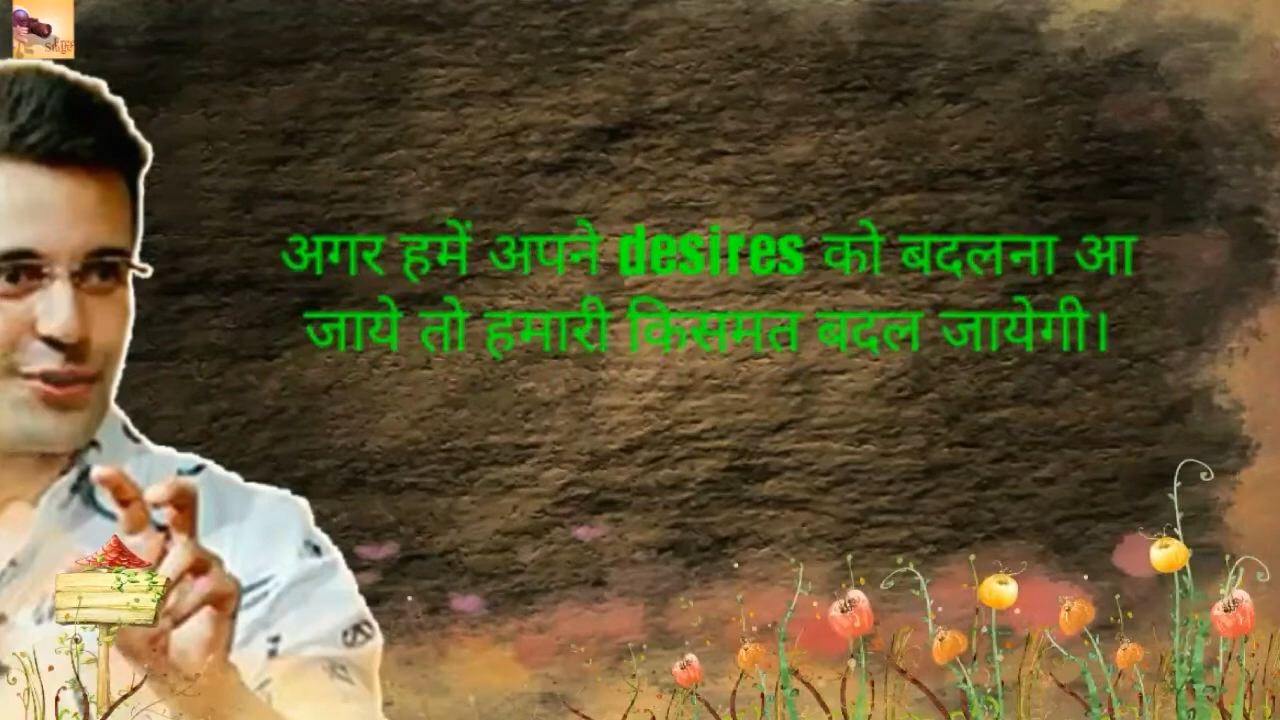 अगर हमें अपने desires को बदलना आ
जाये तो हमारी किसमत बदल जायेगी।